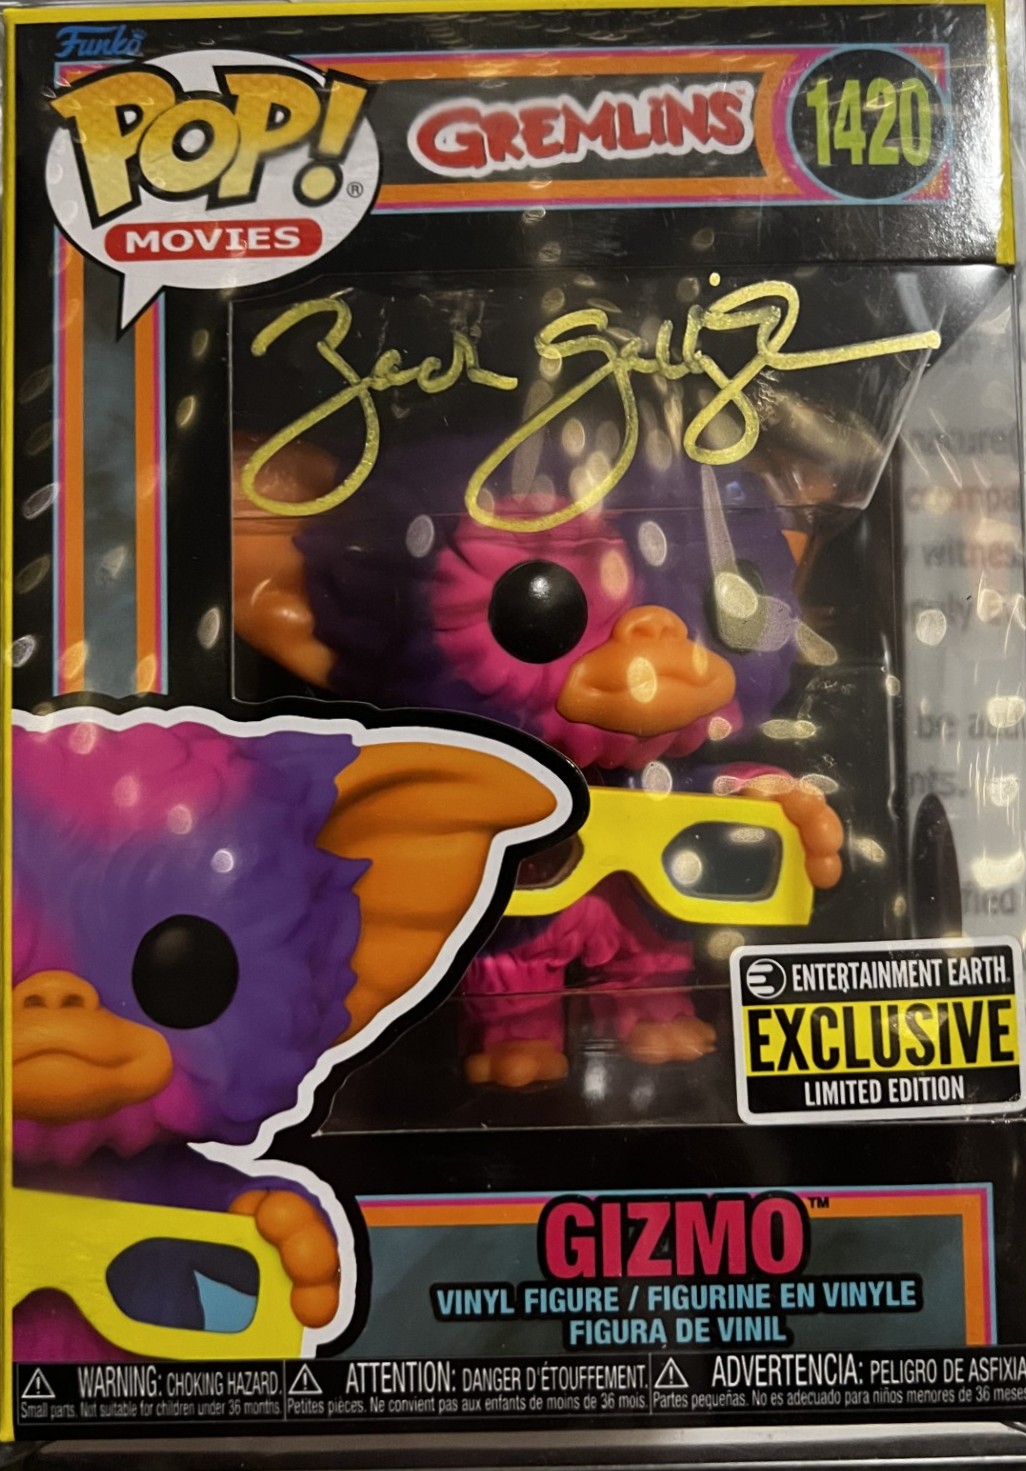 Funko
POP!®
MOVIES
GREMLINS™
1420
Zach Galligan
ENTERTAINMENT EARTH
EXCLUSIVE
LIMITED EDITION
GIZMO™
VINYL FIGURE / FIGURINE EN VINYLE
FIGURA DE VINIL
WARNING: CHOKING HAZARD.
Small parts. Not suitable for children under 36 months.
ATTENTION: DANGER D'ÉTOUFFEMENT.
Petites pièces. Ne convient pas aux enfants de moins de 36 mois.
ADVERTENCIA: PELIGRO DE ASFIXIA
Partes pequeñas. No es adecuado para niños menores de 36 meses